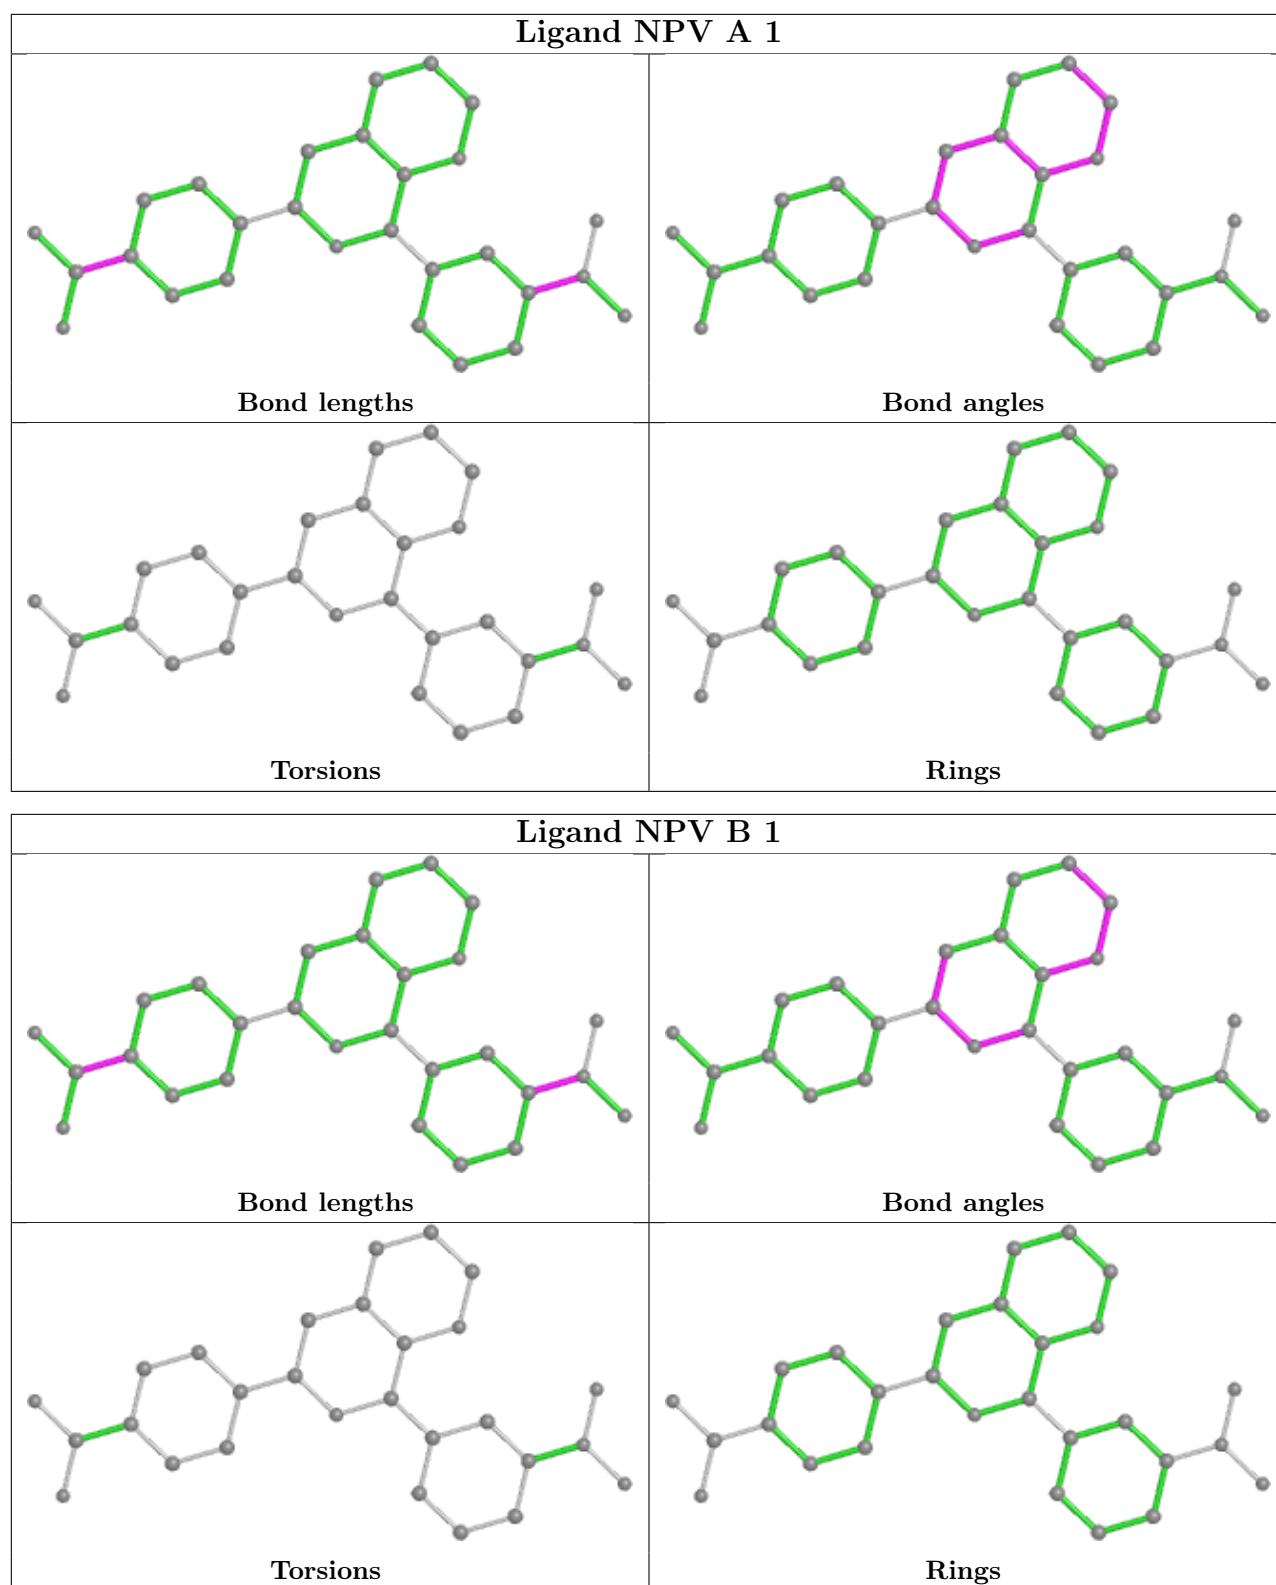 Ligand NPV A 1
Bond lengths
Bond angles
Torsions
Rings
Ligand NPV B 1
Bond lengths
Bond angles
Torsions
Rings